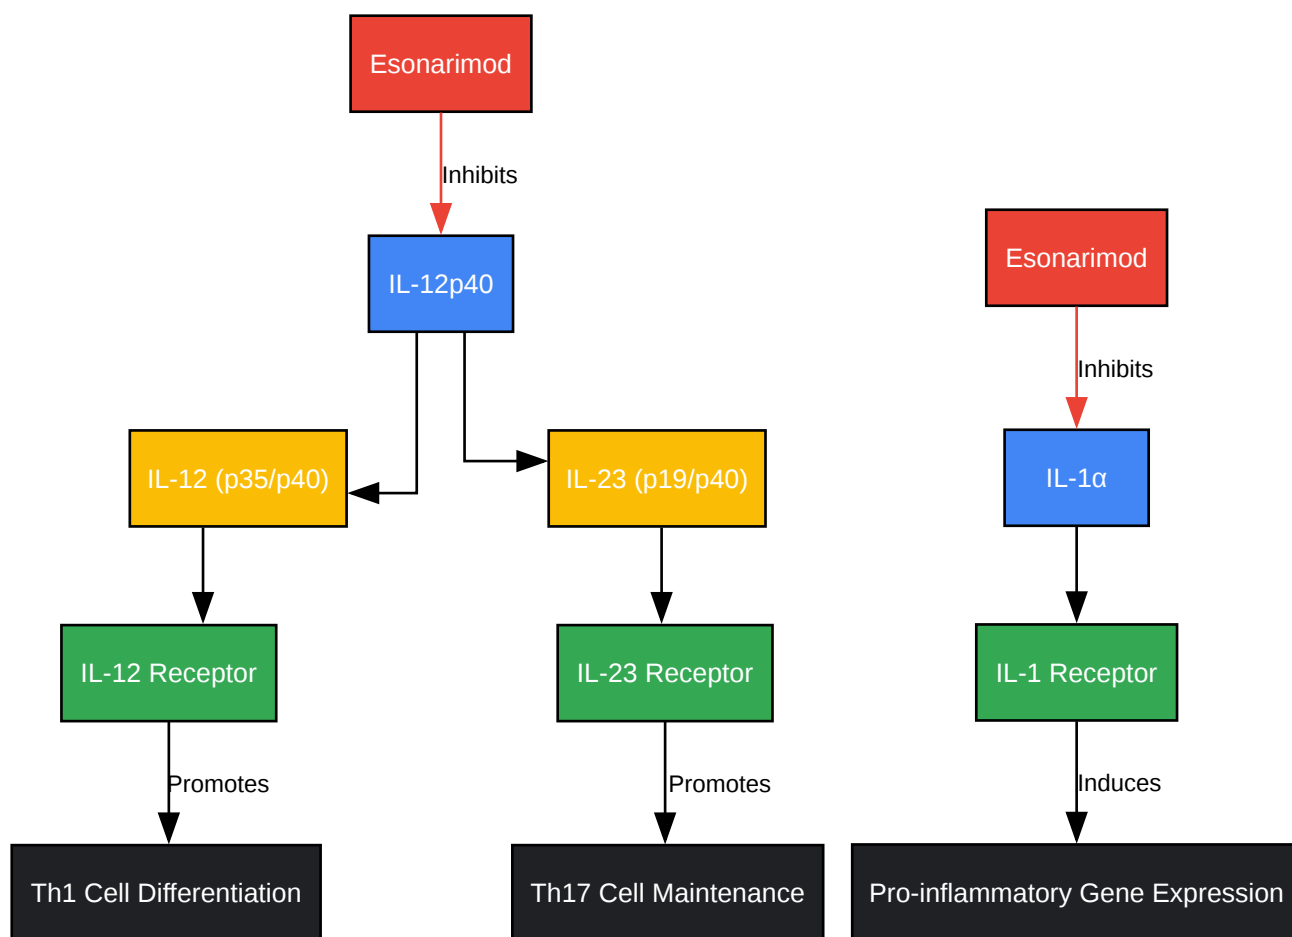 Esonarimod
Inhibits
Esonarimod
IL-12p40
Inhibits
IL-12 (p35/p40)
IL-23 (p19/p40)
IL-1α
IL-12 Receptor
IL-23 Receptor
IL-1 Receptor
Promotes
Promotes
Induces
Th1 Cell Differentiation
Th17 Cell Maintenance
Pro-inflammatory Gene Expression